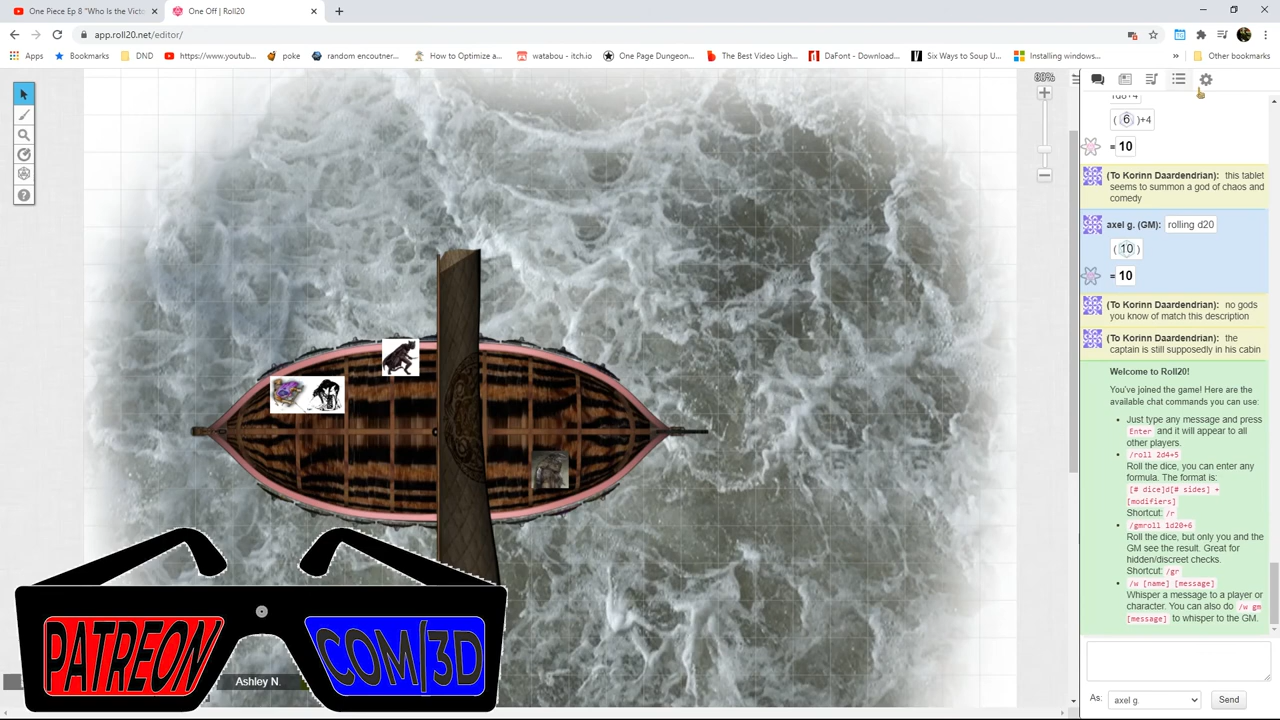 One Piece Ep 8 "Who Is the Victo
One Off | Roll20
app.roll20.net/editor/
Apps
Bookmarks
DND
https://www.youtub...
poke
random encoutner...
How to Optimize a...
watabou - itch.io
One Page Dungeon...
The Best Video Ligh...
DaFont - Download...
Six Ways to Soup U...
Installing windows...
»
Other bookmarks
80%
( 6 )+4
= 10
(To Korinn Daardendrian): this tablet
seems to summon a god of chaos and
comedy
axel g. (GM): rolling d20
( 10 )
= 10
(To Korinn Daardendrian): no gods
you know of match this description
(To Korinn Daardendrian): the
captain is still supposedly in his cabin
Welcome to Roll20!
You've joined the game! Here are the
available chat commands you can use:
• Just type any message and press
Enter and it will appear to all
other players.
• /roll 2d4+5
Roll the dice, you can enter any
formula. The format is:
[# dice]d[# sides] +
[modifiers]
Shortcut: /r
• /gmroll 1d20+6
Roll the dice, but only you and the
GM see the result. Great for
hidden/discreet checks.
Shortcut: /gr
• /w [name] [message]
Whisper a message to a player or
character. You can also do /w gm
[message] to whisper to the GM.
As: axel g.
Send
PATREON
COM/3D
Ashley N.